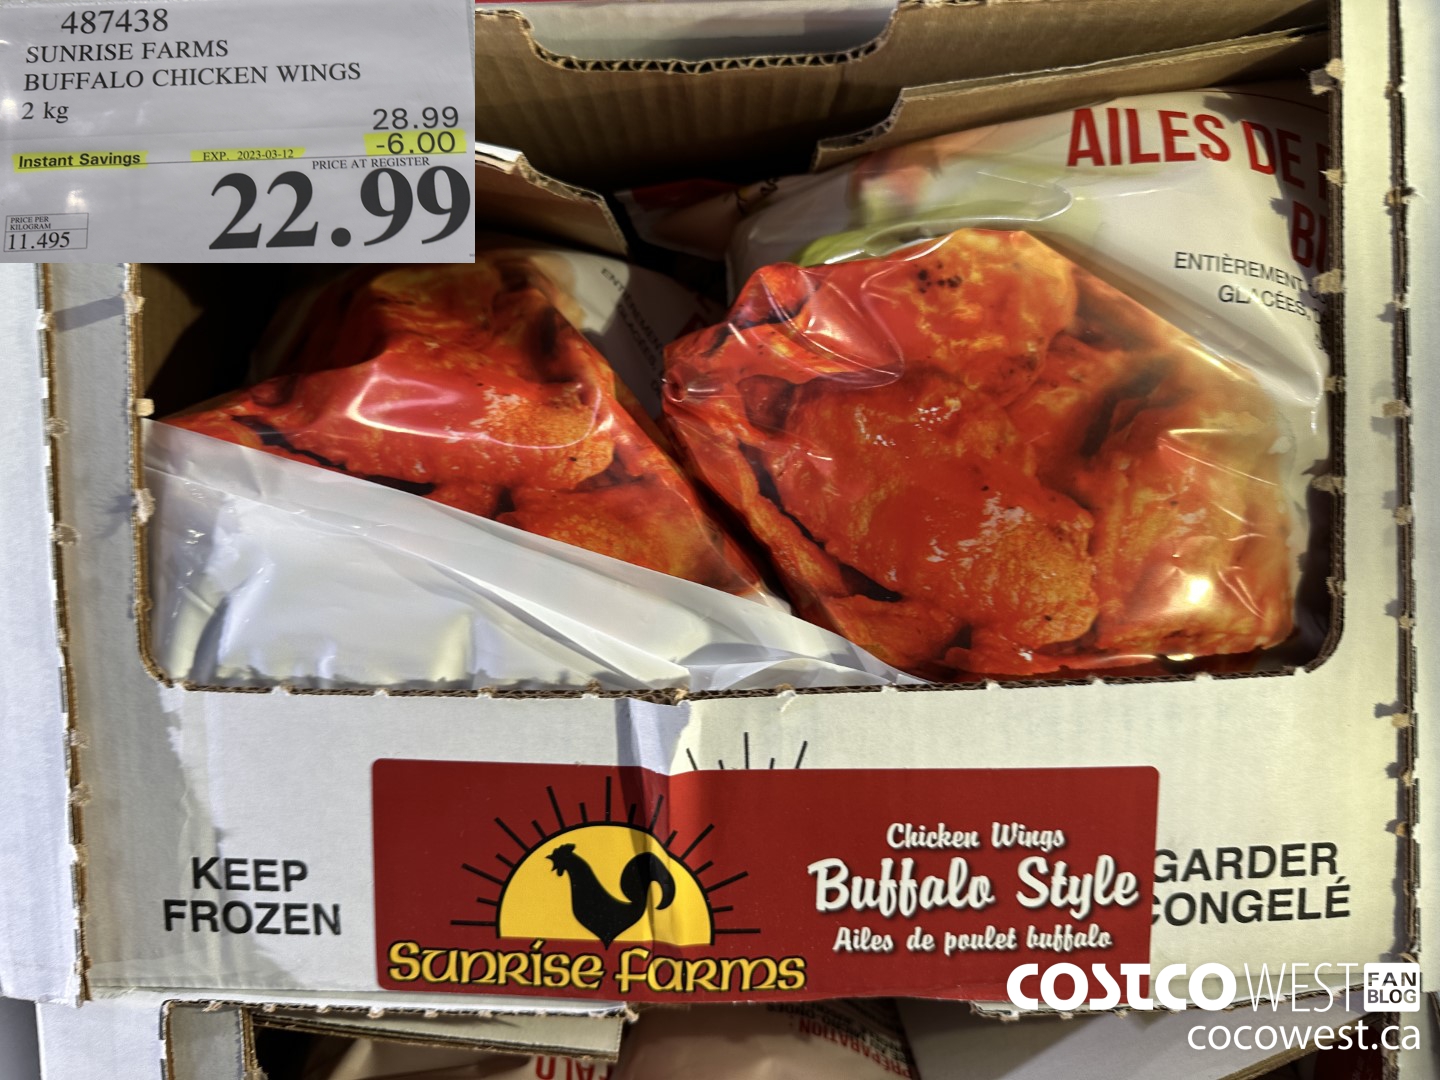 487438
SUNRISE FARMS
BUFFALO CHICKEN WINGS
2 kg
28.99
-6.00
Instant Savings
EXP. 2023-03-12
PRICE AT REGISTER
22.99
PRICE PER
KILOGRAM
11.495
AILES DE
ENTIÈREMENT
GLACÉES,
KEEP
FROZEN
Sunrise Farms
Chicken Wings
Buffalo Style
Ailes de poulet buffalo
GARDER
CONGELÉ
COSTCO WEST FAN
BLOG
cocowest.ca
PRÉPARATION